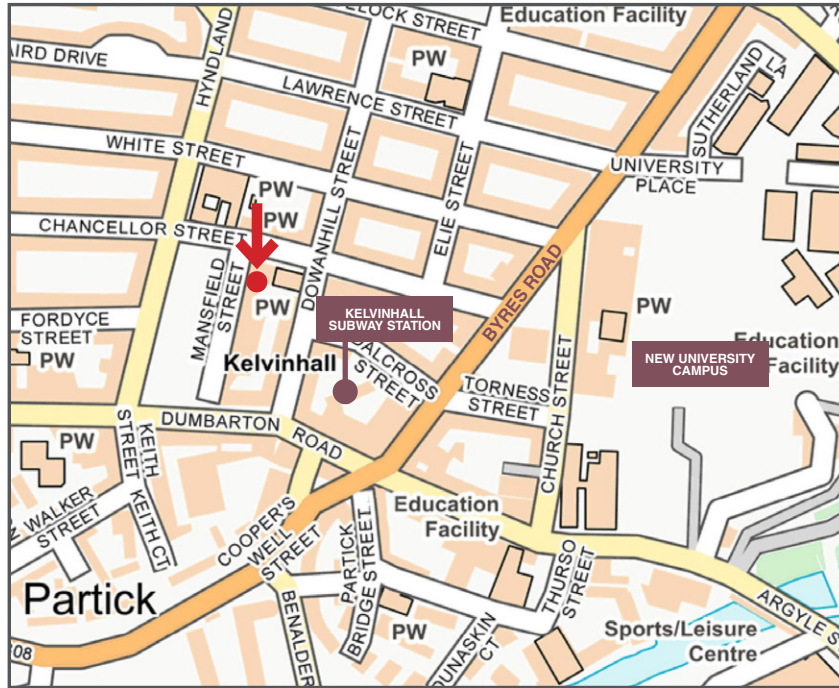 LOCK STREET
Education Facility
AIRD DRIVE
HYNDLAND
PW
LAWRENCE STREET
SUTHERLAND
LA
WHITE STREET
UNIVERSITY
PLACE
DOWANHILL STREET
ELIE STREET
PW
PW
CHANCELLOR STREET
MANSFIELD
STREET
BYRES ROAD
PW
KELVINHALL
SUBWAY STATION
PW
FORDYCE
STREET
PW
Kelvinhall
DALCROSS
STREET
Education
Facility
NEW UNIVERSITY
CAMPUS
TORNESS
STREET
CHURCH STREET
DUMBARTON
ROAD
KEITH
STREET
KEITH CT
PW
WALKER
STREET
COOPER'S
WELL
STREET
Education
Facility
PARTICK
BRIDGE STREET
THURSO
STREET
Partick
BENALDER
PW
DUNASKIN
CT
ARGYLE S
Sports/Leisure
Centre
808